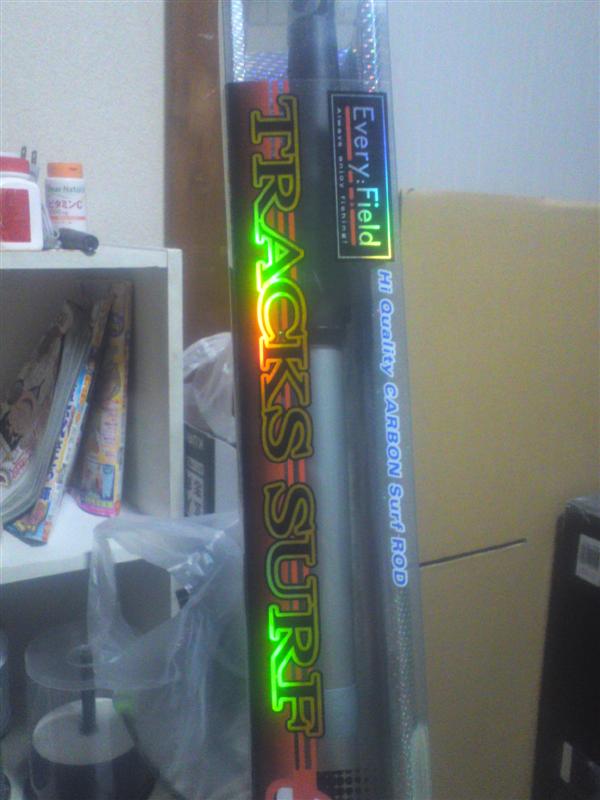 TRACKS SURF
Every:Field
Always enjoy fishing!
Hi Quality CARBON Surf ROD
ビタミンC